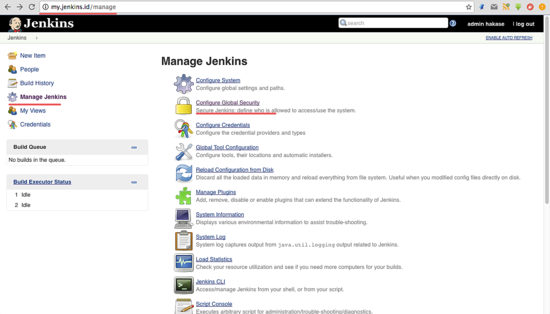 my.jenkins.id/manage
Jenkins
search
admin hakase
log out
Jenkins
ENABLE AUTO REFRESH
New Item
People
Build History
Manage Jenkins
My Views
Credentials
Build Queue
No builds in the queue.
Build Executor Status
1 Idle
2 Idle
Manage Jenkins
Configure System
Configure global settings and paths.
Configure Global Security
Secure Jenkins; define who is allowed to access/use the system.
Configure Credentials
Configure the credential providers and types
Global Tool Configuration
Configure tools, their locations and automatic installers.
Reload Configuration from Disk
Discard all the loaded data in memory and reload everything from file system. Useful when you modified config files directly on disk.
Manage Plugins
Add, remove, disable or enable plugins that can extend the functionality of Jenkins.
System Information
Displays various environmental information to assist trouble-shooting.
System Log
System log captures output from java.util.logging output related to Jenkins.
Load Statistics
Check your resource utilization and see if you need more computers for your builds.
Jenkins CLI
Access/manage Jenkins from your shell, or from your script.
Script Console
Executes arbitrary script for administration/trouble-shooting/diagnostics.